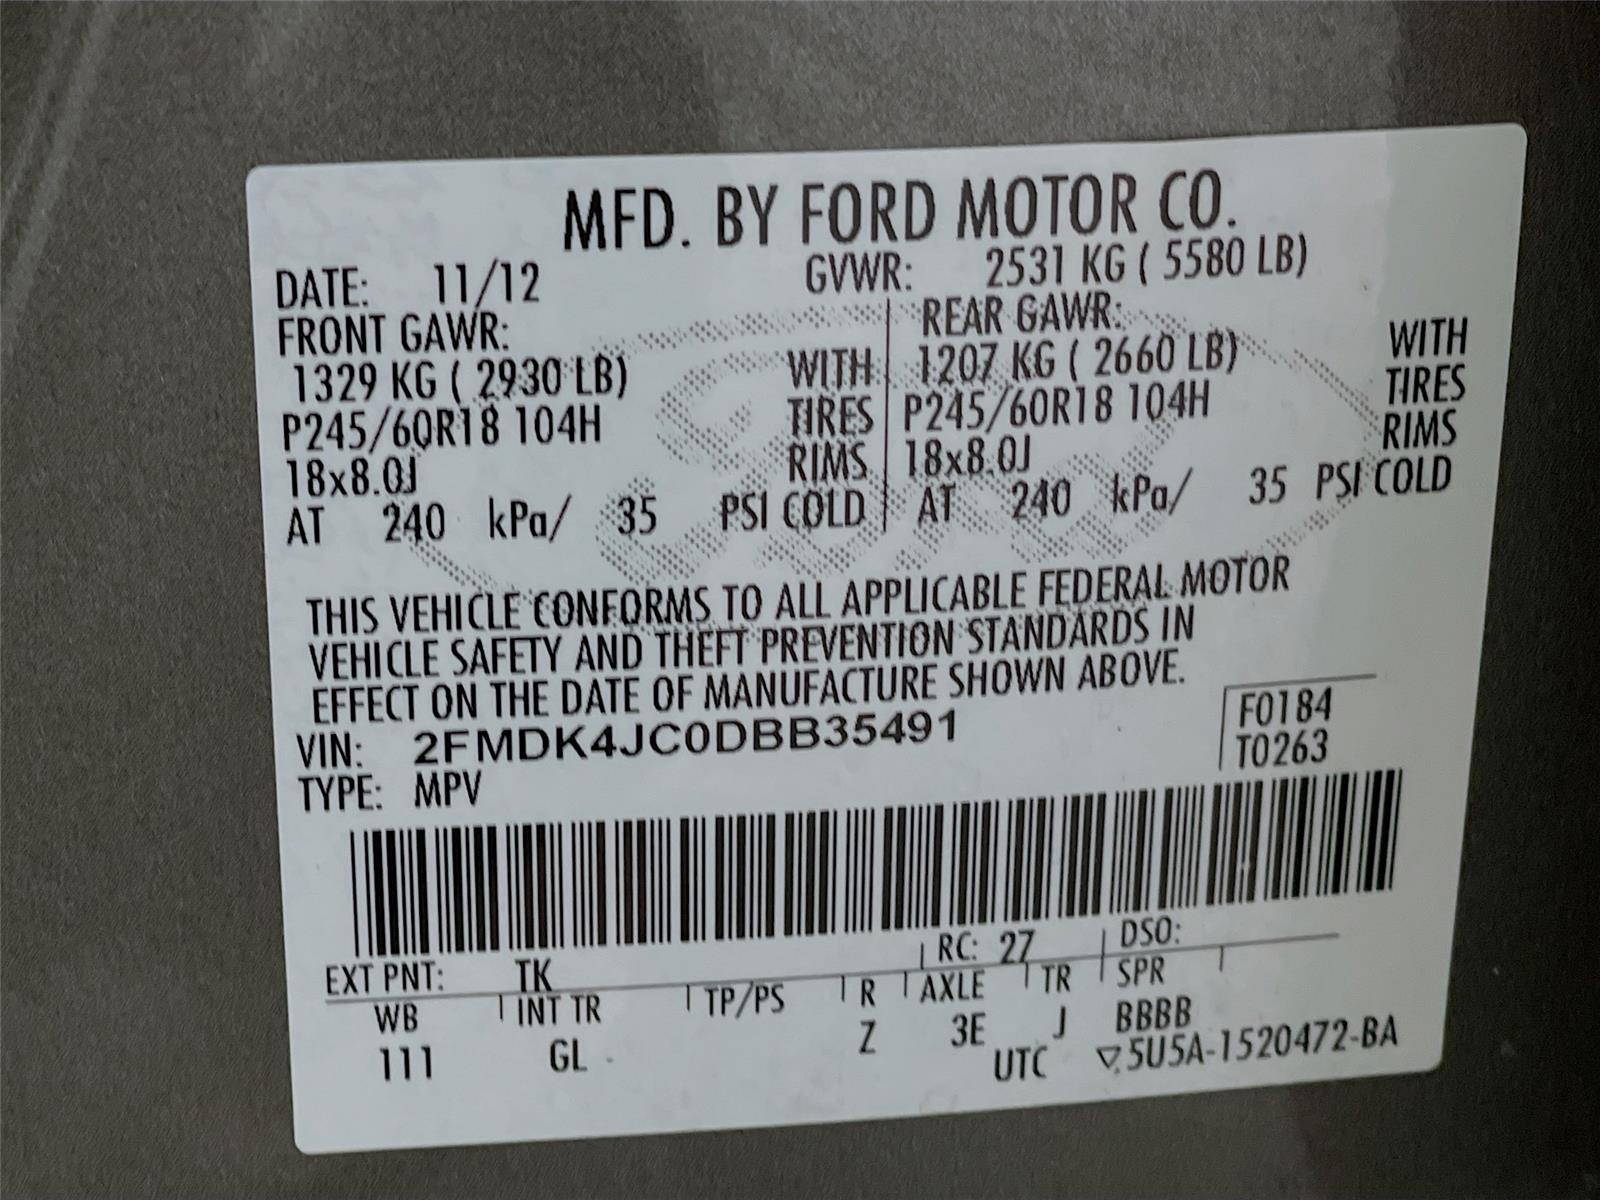 MFD. BY FORD MOTOR CO.
DATE: 11/12 GVWR: 2531 KG ( 5580 LB)
FRONT GAWR: REAR GAWR:
1329 KG ( 2930 LB) WITH 1207 KG ( 2660 LB) WITH
P245/60R18 104H TIRES P245/60R18 104H TIRES
18x8.0J RIMS 18x8.0J RIMS
AT 240 kPa/ 35 PSI COLD AT 240 kPa/ 35 PSI COLD
Ford
THIS VEHICLE CONFORMS TO ALL APPLICABLE FEDERAL MOTOR
VEHICLE SAFETY AND THEFT PREVENTION STANDARDS IN
EFFECT ON THE DATE OF MANUFACTURE SHOWN ABOVE.
VIN: 2FMDK4JC0DBB35491
TYPE: MPV
F0184
T0263
EXT PNT: TK RC: 27 DSO:
WB INT TR TP/PS R AXLE TR SPR
111 GL Z 3E J BBBB
UTC ▽.5U5A-1520472-BA